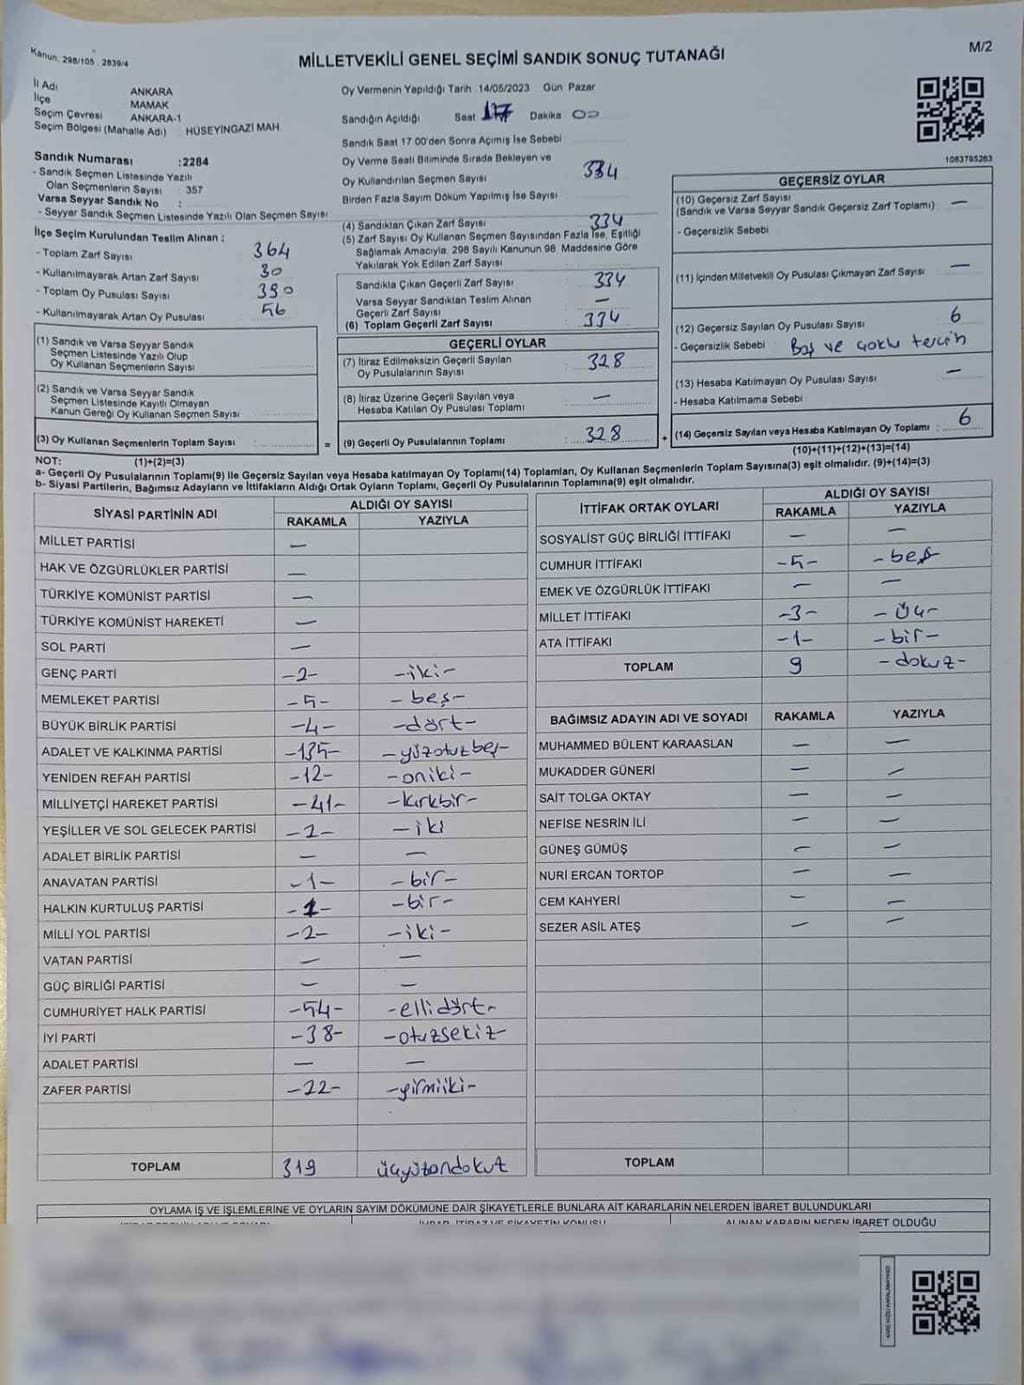 Kanun. 298/105 . 2839/4
MİLLETVEKİLİ GENEL SEÇİMİ SANDIK SONUÇ TUTANAĞI
M/2
İl Adı ANKARA
İlçe MAMAK
Seçim Çevresi ANKARA-1
Seçim Bölgesi (Mahalle Adı) HÜSEYİNGAZİ MAH
Sandık Numarası :2284
- Sandık Seçmen Listesinde Yazılı
Olan Seçmenlerin Sayısı 357
Varsa Seyyar Sandık No :
- Seyyar Sandık Seçmen Listesinde Yazılı Olan Seçmen Sayısı
İlçe Seçim Kurulundan Teslim Alınan :
- Toplam Zarf Sayısı 364
- Kullanılmayarak Artan Zarf Sayısı 30
- Toplam Oy Pusulası Sayısı 390
- Kullanılmayarak Artan Oy Pusulası 56
(1) Sandık ve Varsa Seyyar Sandık
Seçmen Listesinde Yazılı Olup
Oy Kullanan Seçmenlerin Sayısı
(2) Sandık ve Varsa Seyyar Sandık
Seçmen Listesinde Kayıtlı Olmayan
Kanun Gereği Oy Kullanan Seçmen Sayısı
(3) Oy Kullanan Seçmenlerin Toplam Sayısı :
Oy Vermenin Yapıldığı Tarih 14/05/2023 Gün Pazar
Sandığın Açıldığı Saat 17 Dakika 00
Sandık Saat 17 00'den Sonra Açımış İse Sebebi
Oy Verme Seati Bitiminde Sırada Bekleyen ve
Oy Kullandırılan Seçmen Sayısı 334
Birden Fazla Sayım Döküm Yapılmış İse Sayısı
(4) Sandıktan Çıkan Zarf Sayısı 334
(5) Zarf Sayısı Oy Kullanan Seçmen Sayısından Fazla İse, Eşitliği
Sağlamak Amacıyla, 298 Sayılı Kanunun 98. Maddesine Göre
Yakılarak Yok Edilen Zarf Sayısı
Sandıkta Çıkan Geçerli Zarf Sayısı 334
Varsa Seyyar Sandıktan Teslim Alınan
Geçerli Zarf Sayısı —
(6) Toplam Geçerli Zarf Sayısı 334
GEÇERLİ OYLAR
(7) İtiraz Edilmeksizin Geçerli Sayılan
Oy Pusulalarının Sayısı 328
(8) İtiraz Üzerine Geçerli Sayılan veya
Hesaba Katılan Oy Pusulası Toplamı —
= (9) Geçerli Oy Pusulalarının Toplamı : 328
1083795283
GEÇERSİZ OYLAR
(10) Geçersiz Zarf Sayısı
(Sandık ve Varsa Seyyar Sandık Geçersiz Zarf Toplamı) —
- Geçersizlik Sebebi
(11) İçinden Milletvekili Oy Pusulası Çıkmayan Zarf Sayısı —
(12) Geçersiz Sayılan Oy Pusulası Sayısı 6
- Geçersizlik Sebebi Boş ve çoklu tercih
(13) Hesaba Katılmayan Oy Pusulası Sayısı —
- Hesaba Katılmama Sebebi
+ (14) Geçersiz Sayılan veya Hesaba Katılmayan Oy Toplamı : 6
NOT: (1)+(2)=(3)
(10)+(11)+(12)+(13)=(14)
a- Geçerli Oy Pusulalarının Toplamı(9) ile Geçersiz Sayılan veya Hesaba katılmayan Oy Toplamı(14) Toplamları, Oy Kullanan Seçmenlerin Toplam Sayısına(3) eşit olmalıdır. (9)+(14)=(3)
b- Siyasi Partilerin, Bağımsız Adayların ve İttifakların Aldığı Ortak Oyların Toplamı, Geçerli Oy Pusulalarının Toplamına(9) eşit olmalıdır.
SİYASİ PARTİNİN ADI ALDIĞI OY SAYISI
RAKAMLA YAZIYLA
MİLLET PARTİSİ —
HAK VE ÖZGÜRLÜKLER PARTİSİ —
TÜRKİYE KOMÜNİST PARTİSİ —
TÜRKİYE KOMÜNİST HAREKETİ —
SOL PARTİ —
GENÇ PARTİ -2- -iki-
MEMLEKET PARTİSİ -5- -beş-
BÜYÜK BİRLİK PARTİSİ -4- -dört-
ADALET VE KALKINMA PARTİSİ -135- -yüzotuzbeş-
YENİDEN REFAH PARTİSİ -12- -oniki-
MİLLİYETÇİ HAREKET PARTİSİ -41- -kırkbir-
YEŞİLLER VE SOL GELECEK PARTİSİ -2- -iki
ADALET BİRLİK PARTİSİ — —
ANAVATAN PARTİSİ -1- -bir-
HALKIN KURTULUŞ PARTİSİ -1- -bir-
MİLLİ YOL PARTİSİ -2- -iki-
VATAN PARTİSİ — —
GÜÇ BİRLİĞİ PARTİSİ — —
CUMHURİYET HALK PARTİSİ -54- -ellidört-
İYİ PARTİ -38- -otuzsekiz-
ADALET PARTİSİ — —
ZAFER PARTİSİ -22- -yirmiiki-
TOPLAM 319 üçyüzondokuz
İTTİFAK ORTAK OYLARI ALDIĞI OY SAYISI
RAKAMLA YAZIYLA
SOSYALİST GÜÇ BİRLİĞİ İTTİFAKI — —
CUMHUR İTTİFAKI -5- -beş
EMEK VE ÖZGÜRLÜK İTTİFAKI — —
MİLLET İTTİFAKI -3- -üç-
ATA İTTİFAKI -1- -bir-
TOPLAM 9 -dokuz-
BAĞIMSIZ ADAYIN ADI VE SOYADI RAKAMLA YAZIYLA
MUHAMMED BÜLENT KARAASLAN — —
MUKADDER GÜNERİ — —
SAİT TOLGA OKTAY — —
NEFİSE NESRİN İLİ — —
GÜNEŞ GÜMÜŞ — —
NURİ ERCAN TORTOP — —
CEM KAHYERİ — —
SEZER ASİL ATEŞ — —
TOPLAM
OYLAMA İŞ VE İŞLEMLERİNE VE OYLARIN SAYIM DÖKÜMÜNE DAİR ŞİKAYETLERLE BUNLARA AİT KARARLARIN NELERDEN İBARET BULUNDUKLARI
İHBAR, İTİRAZ VE ŞİKAYETİN KONUSU ALINAN KARARIN NEDEN İBARET OLDUĞU